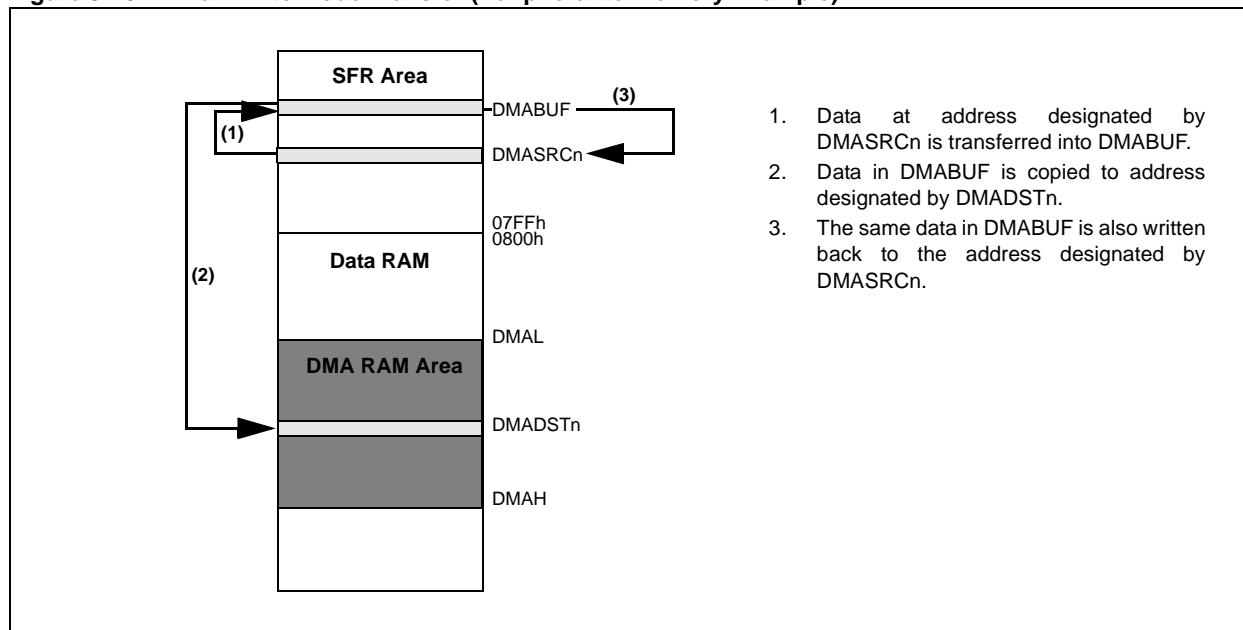 SFR Area
DMABUF
(3)
(1)
DMASRCn
07FFh
0800h
Data RAM
(2)
DMAL
DMA RAM Area
DMADSTn
DMAH
1. Data at address designated by
DMASRCn is transferred into DMABUF.
2. Data in DMABUF is copied to address
designated by DMADSTn.
3. The same data in DMABUF is also written
back to the address designated by
DMASRCn.